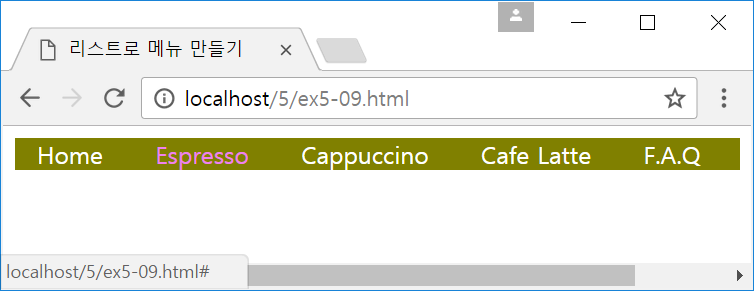 리스트로 메뉴 만들기
localhost/5/ex5-09.html
Home Espresso Cappuccino Cafe Latte F.A.Q
localhost/5/ex5-09.html#